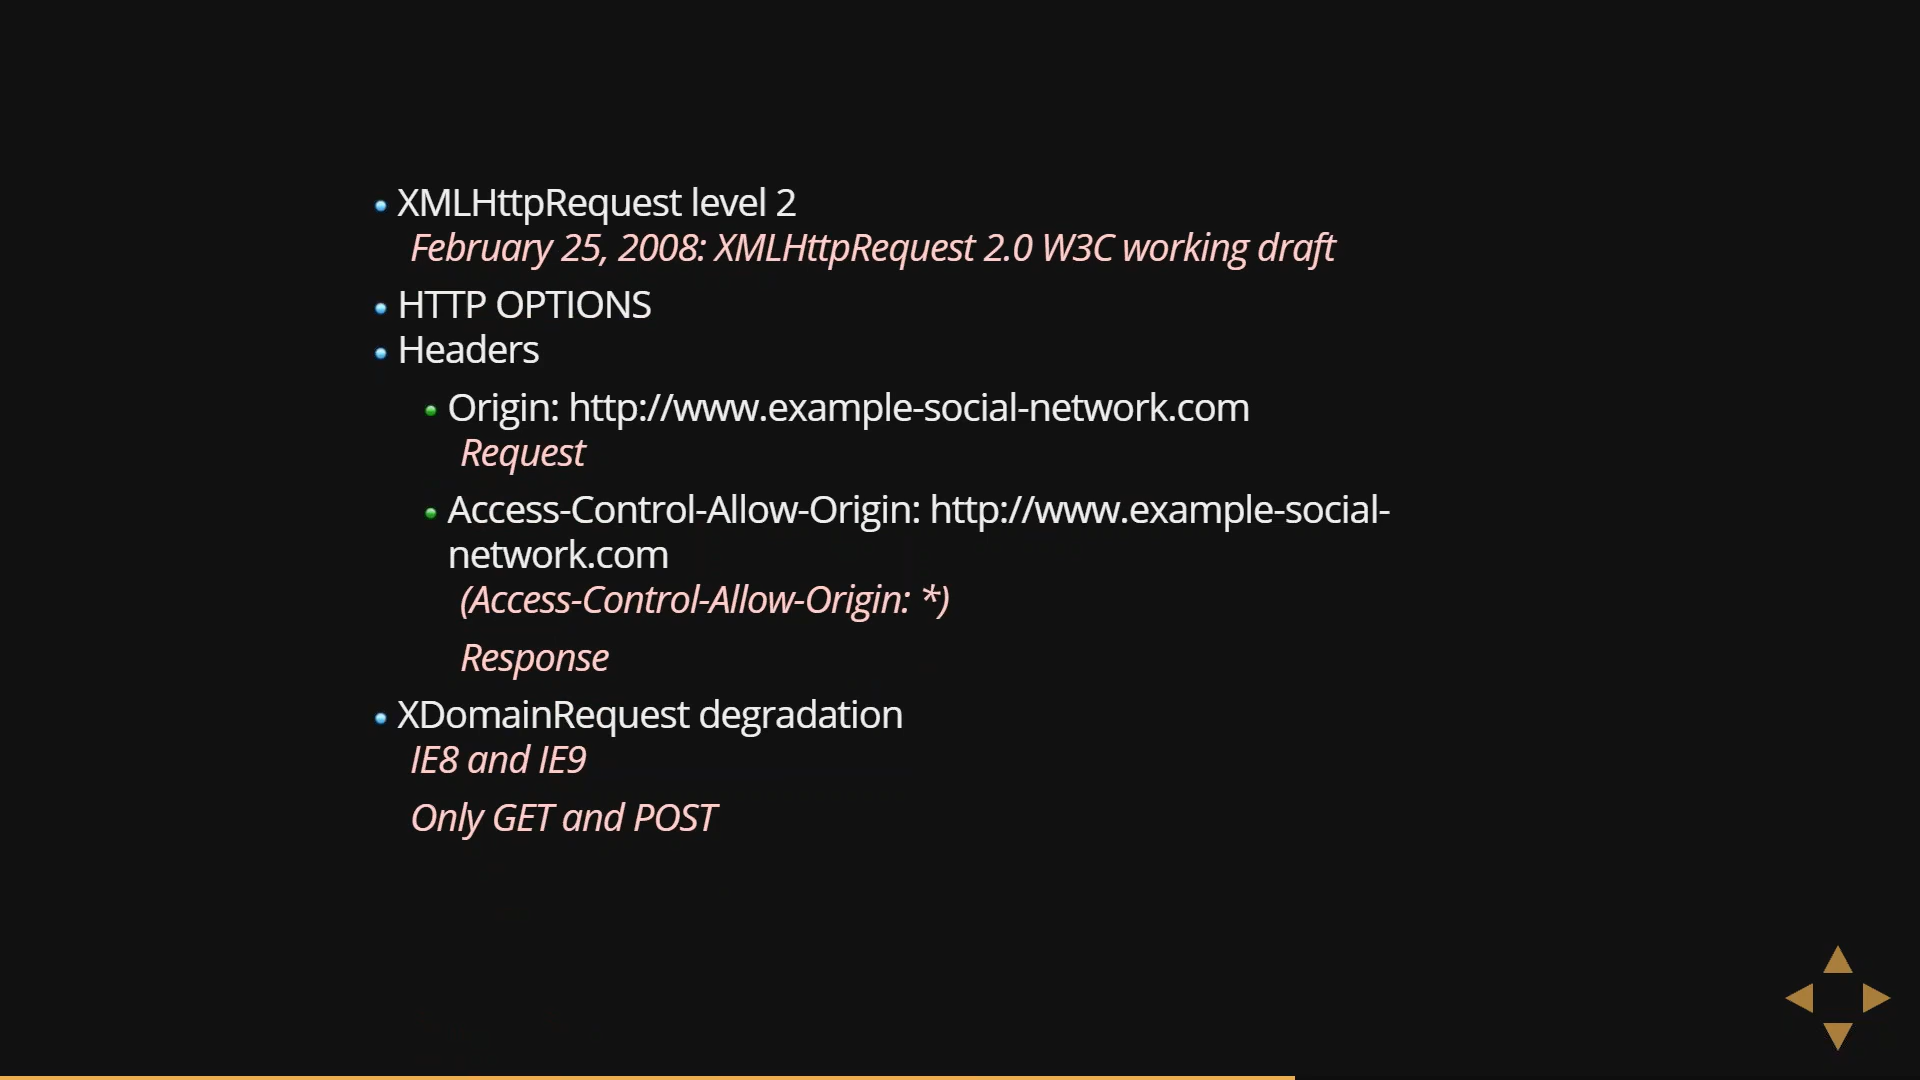 XMLHttpRequest level 2
February 25, 2008: XMLHttpRequest 2.0 W3C working draft
HTTP OPTIONS
Headers
Origin: http://www.example-social-network.com
Request
Access-Control-Allow-Origin: http://www.example-social-
network.com
(Access-Control-Allow-Origin: *)
Response
XDomainRequest degradation
IE8 and IE9
Only GET and POST